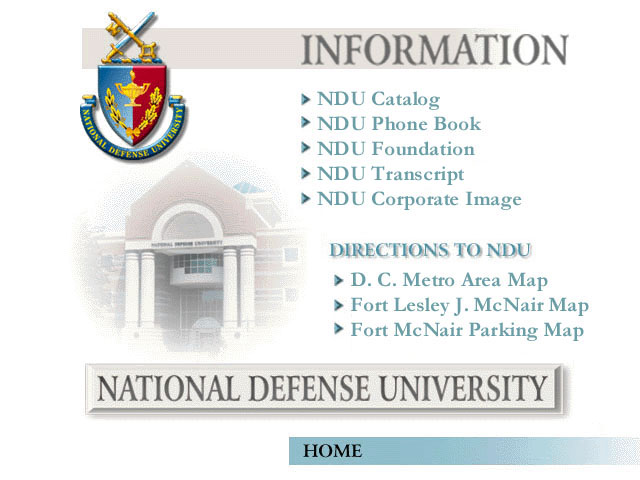 INFORMATION
NDU Catalog
NDU Phone Book
NDU Foundation
NDU Transcript
NDU Corporate Image
NATIONAL DEFENSE UNIVERSITY
NATIONAL DEFENSE UNIVERSITY
DIRECTIONS TO NDU
D. C. Metro Area Map
Fort Lesley J. McNair Map
Fort McNair Parking Map
NATIONAL DEFENSE UNIVERSITY
HOME